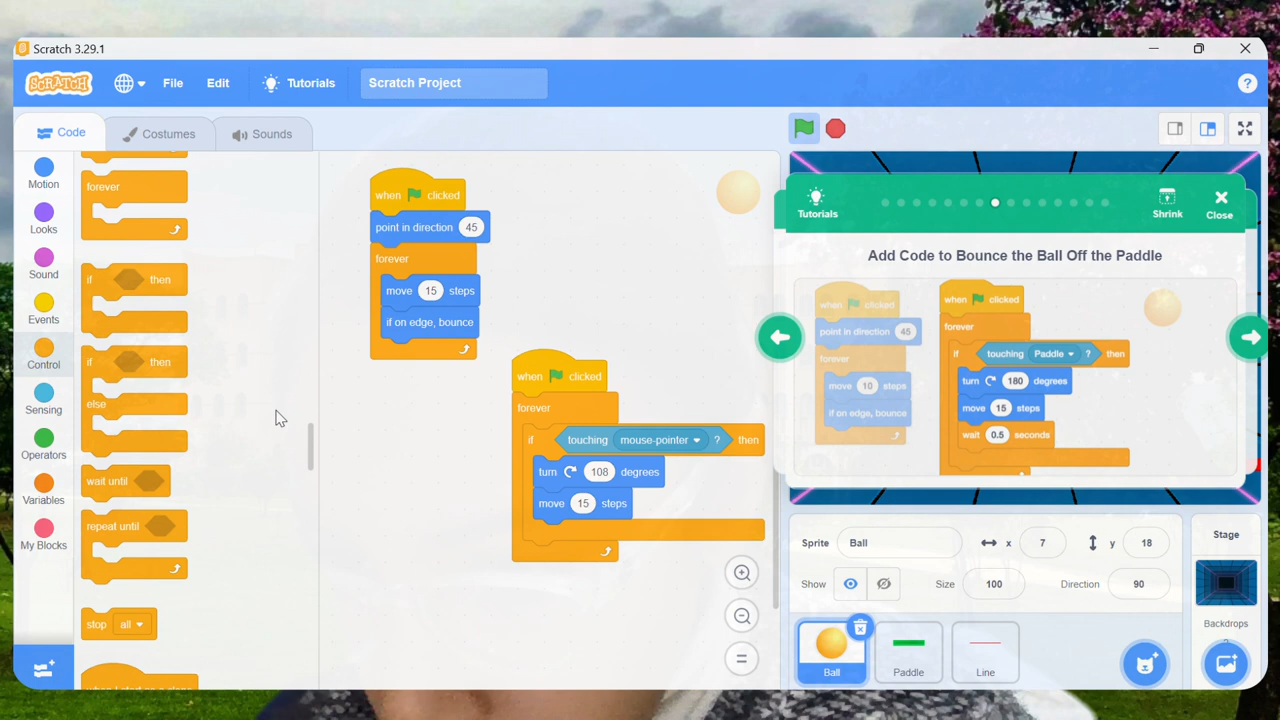 Scratch 3.29.1
SCRATCH
File
Edit
Tutorials
Scratch Project
?
Code
Costumes
Sounds
Motion
Looks
Sound
Events
Control
Sensing
Operators
Variables
My Blocks
forever
if then
if then
else
wait until
repeat until
stop all
when I start as a clone
when clicked
point in direction 45
forever
move 15 steps
if on edge, bounce
when clicked
forever
if touching mouse-pointer ? then
turn 108 degrees
move 15 steps
Tutorials
Shrink
Close
Add Code to Bounce the Ball Off the Paddle
when clicked
point in direction 45
forever
move 10 steps
if on edge, bounce
when clicked
forever
if touching Paddle ? then
turn 180 degrees
move 15 steps
wait 0.5 seconds
Sprite Ball x 7 y 18
Show Size 100 Direction 90
Ball
Paddle
Line
Stage
Backdrops